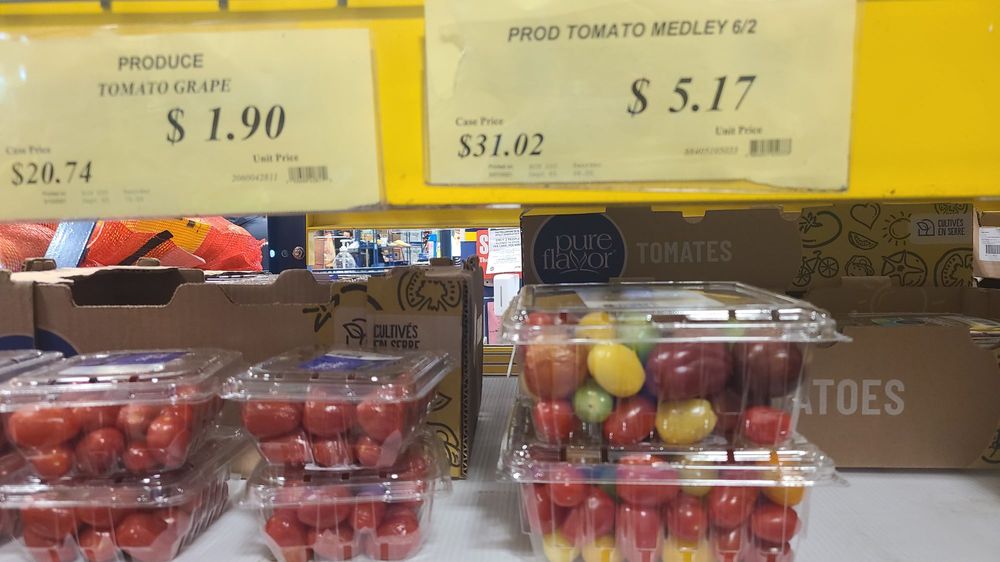 PRODUCE
TOMATO GRAPE
$ 1.90
Case Price
$20.74
Unit Price
PROD TOMATO MEDLEY 6/2
$ 5.17
Case Price
$31.02
Unit Price
pure
flavor
TOMATOES
CULTIVÉS
EN SERRE
CULTIVÉS
EN SERRE
ATOES